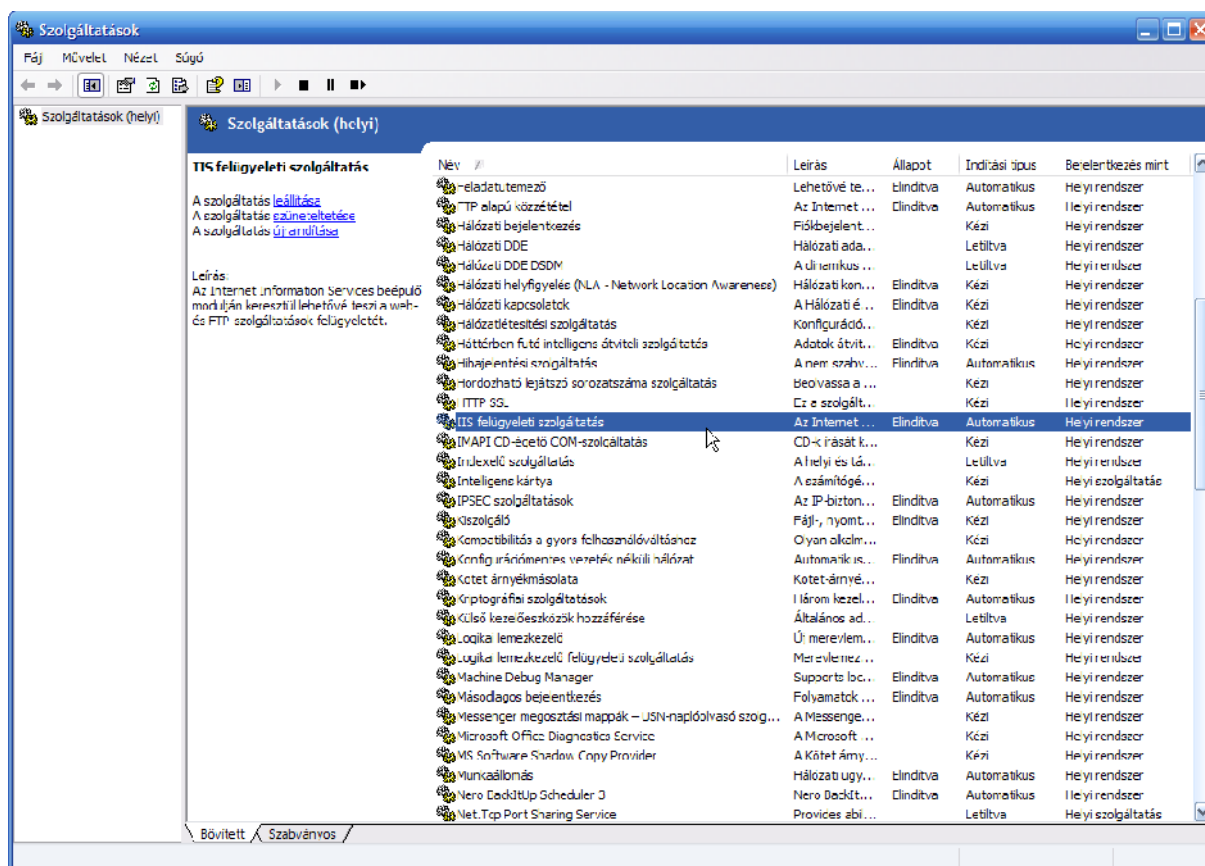 Szolgáltatások
Fájl Művelet Nézet Súgó
Szolgáltatások (helyi)
Szolgáltatások (helyi)
IIS felügyeleti szolgáltatás
A szolgáltatás leállítása
A szolgáltatás szüneteltetése
A szolgáltatás újraindítása
Leírás:
Az Internet Information Services beépülő
modulján keresztül lehetővé teszi a web-
és FTP-szolgáltatások felügyeletét.
Név Leírás Állapot Indítási típus Bejelentkezés mint
Feladatütemező Lehetővé te... Elindítva Automatikus Helyi rendszer
FTP alapú közzététel Az Internet ... Elindítva Automatikus Helyi rendszer
Hálózati bejelentkezés Fiókbejelent... Kézi Helyi rendszer
Hálózati DDE Hálózati ada... Letiltva Helyi rendszer
Hálózati DDE DSDM A dinamikus ... Letiltva Helyi rendszer
Hálózati helyfigyelés (NLA - Network Location Awareness) Hálózati kon... Elindítva Kézi Helyi rendszer
Hálózati kapcsolatok A Hálózati é... Elindítva Kézi Helyi rendszer
Hálózatlétesítési szolgáltatás Konfiguráció... Kézi Helyi rendszer
Háttérben futó intelligens átviteli szolgáltatás Adatok átvit... Elindítva Kézi Helyi rendszer
Hibajelentési szolgáltatás A nem szabv... Elindítva Automatikus Helyi rendszer
Hordozható lejátszó sorozatszáma szolgáltatás Beolvassa a ... Kézi Helyi rendszer
HTTP SSL Ez a szolgált... Kézi Helyi rendszer
IIS felügyeleti szolgáltatás Az Internet ... Elindítva Automatikus Helyi rendszer
IMAPI CD-égető COM-szolgáltatás CD-k írását k... Kézi Helyi rendszer
Indexelő szolgáltatás A helyi és tá... Letiltva Helyi rendszer
Intelligens kártya A számítógé... Kézi Helyi szolgáltatás
IPSEC szolgáltatások Az IP-bizton... Elindítva Automatikus Helyi rendszer
Kiszolgáló Fájl-, nyomt... Elindítva Kézi Helyi rendszer
Kompatibilitás a gyors felhasználóváltáshoz Olyan alkalm... Kézi Helyi rendszer
Konfigurációmentes vezeték nélküli hálózat Automatikus... Elindítva Automatikus Helyi rendszer
Kötet árnyékmásolata Kötet-árnyé... Kézi Helyi rendszer
Kriptográfiai szolgáltatások Három kezel... Elindítva Automatikus Helyi rendszer
Külső kezelőeszközök hozzáférése Általános ad... Letiltva Helyi rendszer
Logikai lemezkezelő Új merevlem... Elindítva Automatikus Helyi rendszer
Logikai lemezkezelő felügyeleti szolgáltatás Merevlemez... Kézi Helyi rendszer
Machine Debug Manager Supports loc... Elindítva Automatikus Helyi rendszer
Másodlagos bejelentkezés Folyamatok ... Elindítva Automatikus Helyi rendszer
Messenger megosztási mappák – USN-naplóolvasó szolg... A Messenge... Kézi Helyi rendszer
Microsoft Office Diagnostics Service A Microsoft ... Kézi Helyi rendszer
MS Software Shadow Copy Provider A Kötet árny... Kézi Helyi rendszer
Munkaállomás Hálózati ügy... Elindítva Automatikus Helyi rendszer
Nero BackItUp Scheduler 3 Nero BackIt... Elindítva Automatikus Helyi rendszer
Net.Tcp Port Sharing Service Provides abi... Letiltva Helyi szolgáltatás
Bővített Szabványos